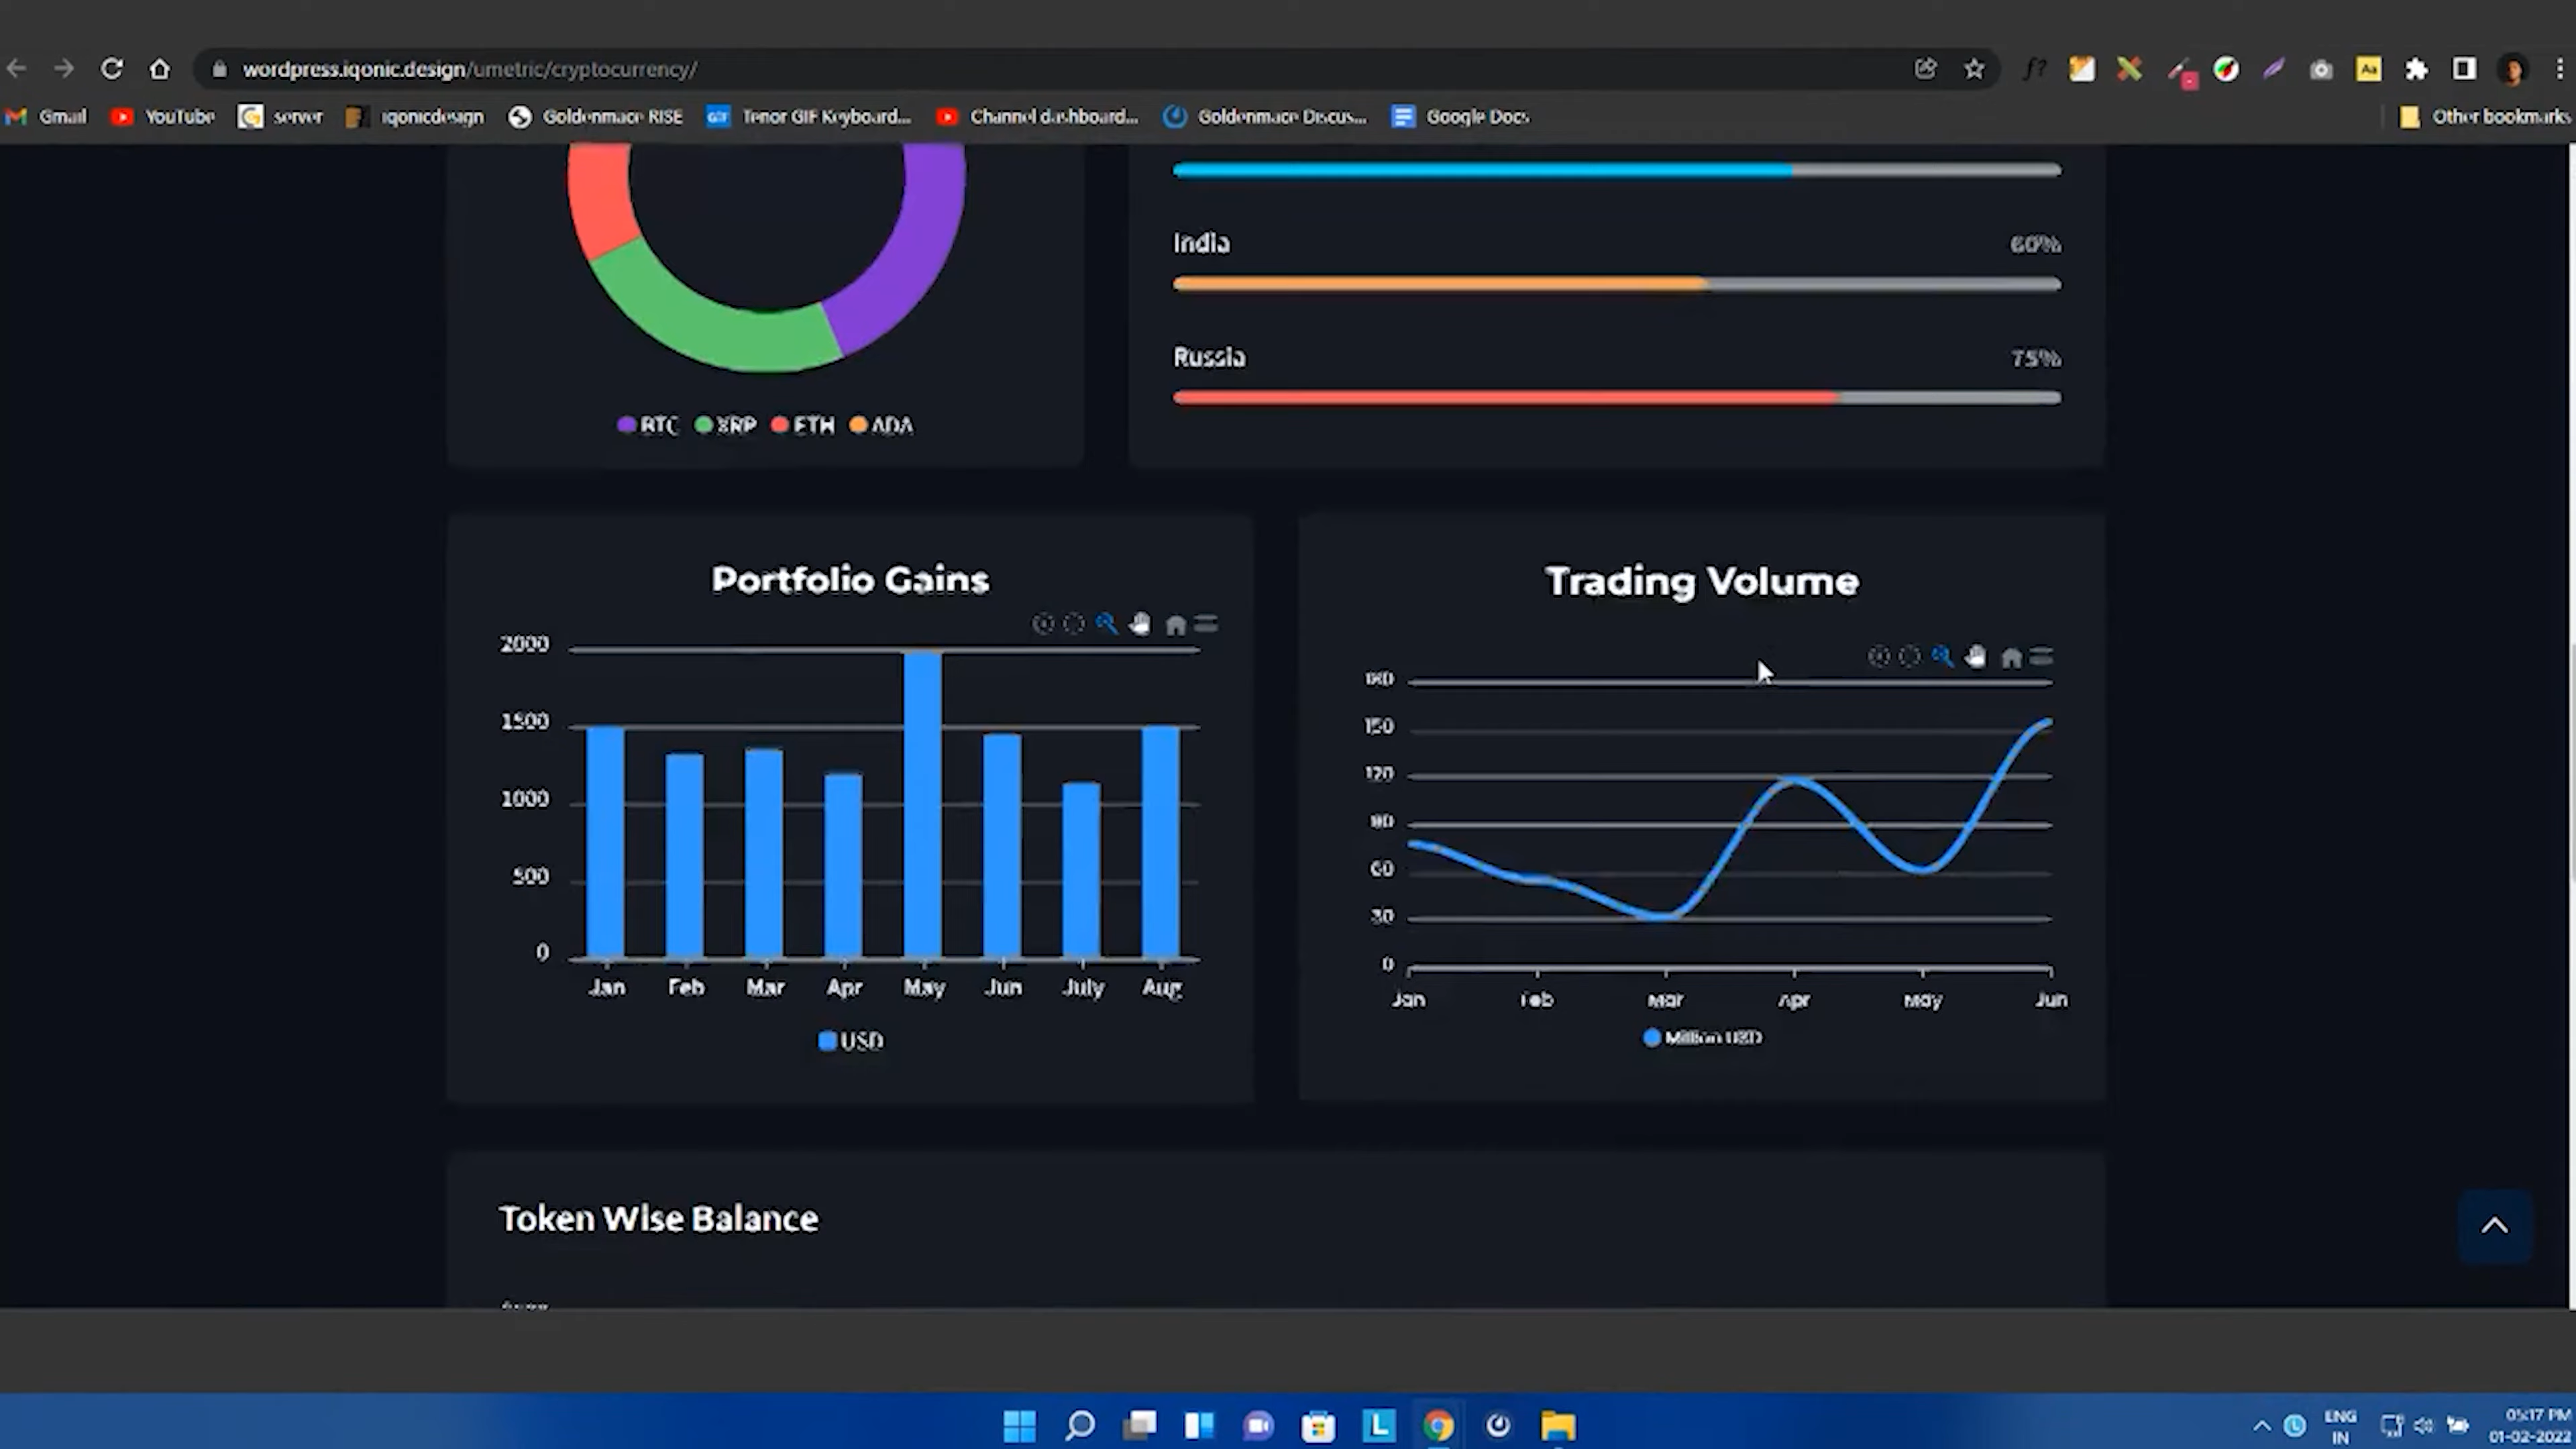 wordpress.iqonic.design/umetric/cryptocurrency/
Gmail YouTube server iqonicdesign Goldenmace RISE Tenor GIF Keyboard... Channel dashboard... Goldenmace Discus... Google Docs Other bookmarks
India 60%
Russia 75%
BTC XRP ETH ADA
Portfolio Gains
2000
1500
1000
500
0
Jan Feb Mar Apr May Jun July Aug
USD
Trading Volume
180
150
120
90
60
30
0
Jan Feb Mar Apr May Jun
Million USD
Token Wise Balance
ENG
IN
05:17 PM
01-02-2022